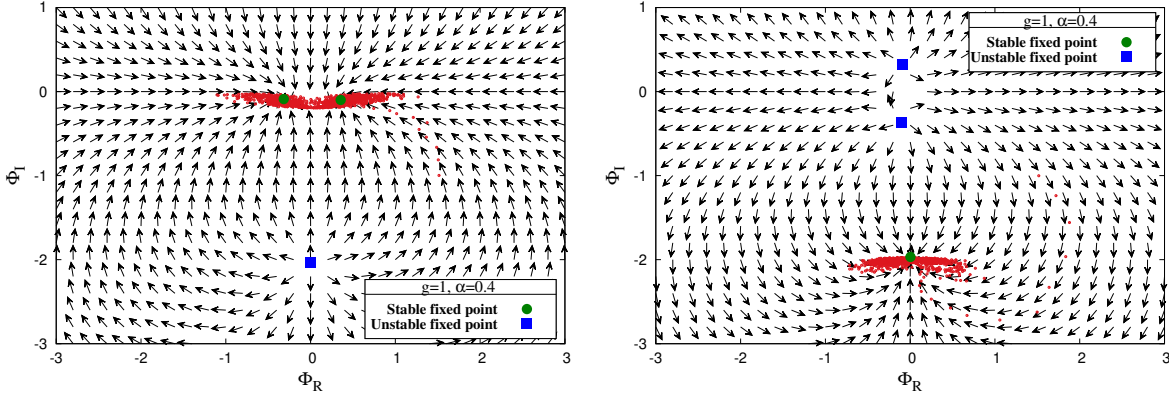 1
0
-1
-2
-3
Φ_I
g=1, α=0.4
Stable fixed point
Unstable fixed point
-3 -2 -1 0 1 2 3
Φ_R
1
0
-1
-2
-3
Φ_I
g=1, α=0.4
Stable fixed point
Unstable fixed point
-3 -2 -1 0 1 2 3
Φ_R